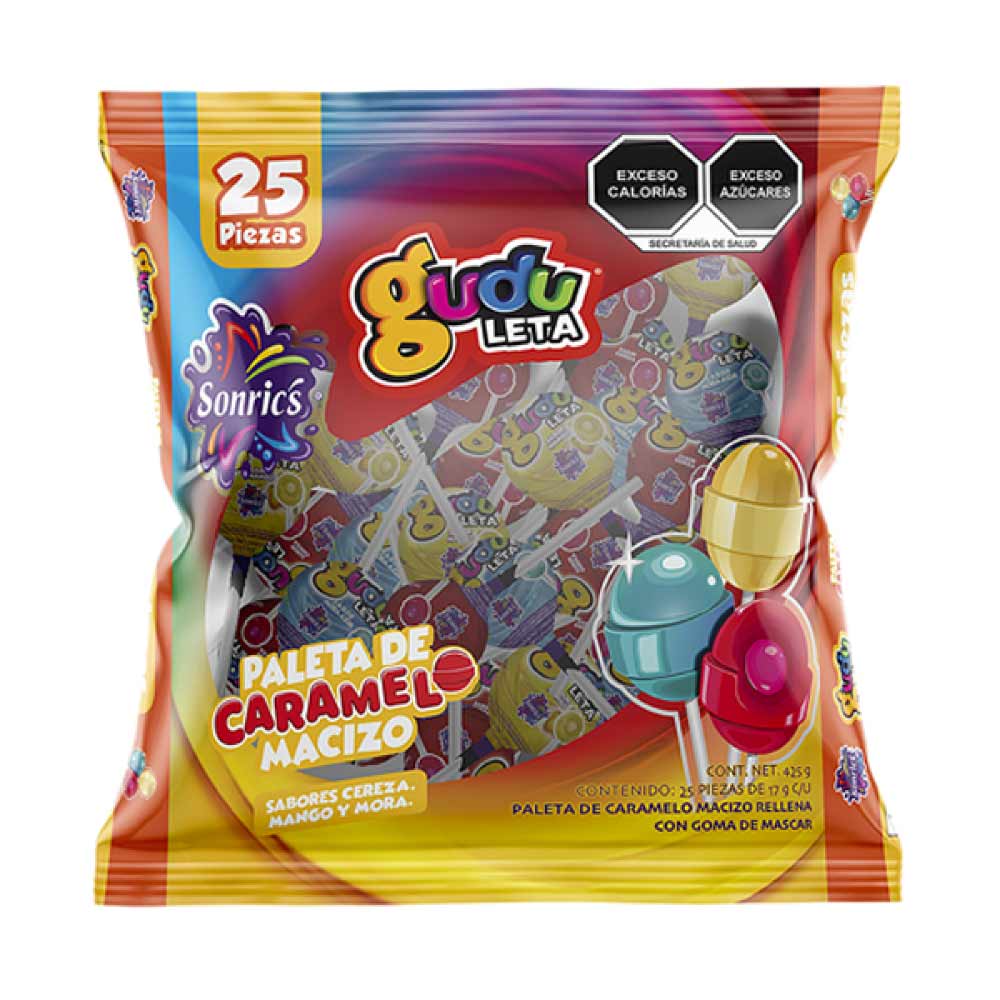 25
Piezas
EXCESO
CALORÍAS
EXCESO
AZÚCARES
SECRETARÍA DE SALUD
gudu
LETA
Sonric's
PALETA DE
CARAMELO
MACIZO
SABORES CEREZA,
MANGO Y MORA.
CONT. NET. 425 g
CONTENIDO: 25 PIEZAS DE 17 g C/U
PALETA DE CARAMELO MACIZO RELLENA
CON GOMA DE MASCAR